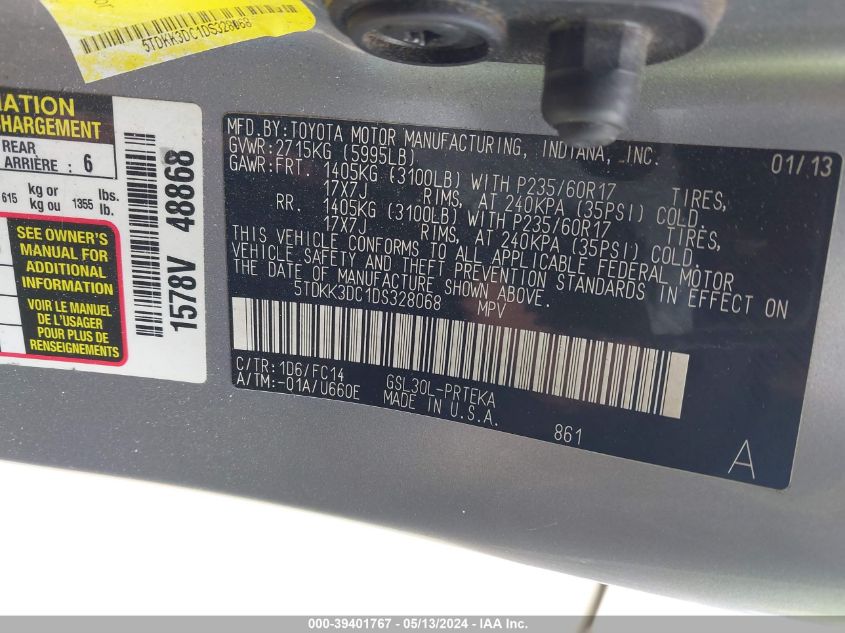 OT
5TDKK3DC1DS328068
MATION
CHARGEMENT
REAR
ARRIÈRE : 6
615 kg or kg ou 1355 lbs. lb.
SEE OWNER'S
MANUAL FOR
ADDITIONAL
INFORMATION
VOIR LE MANUEL
DE L'USAGER
POUR PLUS DE
RENSEIGNEMENTS
1578V 48868
MFD.BY:TOYOTA MOTOR MANUFACTURING, INDIANA, INC. 01/13
GVWR:2715KG (5995LB)
GAWR:FRT. 1405KG (3100LB) WITH P235/60R17 TIRES,
17X7J RIMS, AT 240KPA (35PSI) COLD.
RR. 1405KG (3100LB) WITH P235/60R17 TIRES,
17X7J RIMS, AT 240KPA (35PSI) COLD.
THIS VEHICLE CONFORMS TO ALL APPLICABLE FEDERAL MOTOR
VEHICLE SAFETY AND THEFT PREVENTION STANDARDS IN EFFECT ON
THE DATE OF MANUFACTURE SHOWN ABOVE.
5TDKK3DC1DS328068 MPV
C/TR:1D6/FC14
A/TM:-01A/U660E
GSL30L-PRTEKA
MADE IN U.S.A.
861
A
000-39401767 - 05/13/2024 - IAA Inc.